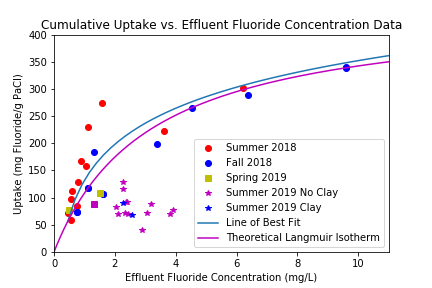 Cumulative Uptake vs. Effluent Fluoride Concentration Data
Uptake (mg Fluoride/g PaCl)
400
350
300
250
200
150
100
50
0
Summer 2018
Fall 2018
Spring 2019
Summer 2019 No Clay
Summer 2019 Clay
Line of Best Fit
Theoretical Langmuir Isotherm
0 2 4 6 8 10
Effluent Fluoride Concentration (mg/L)